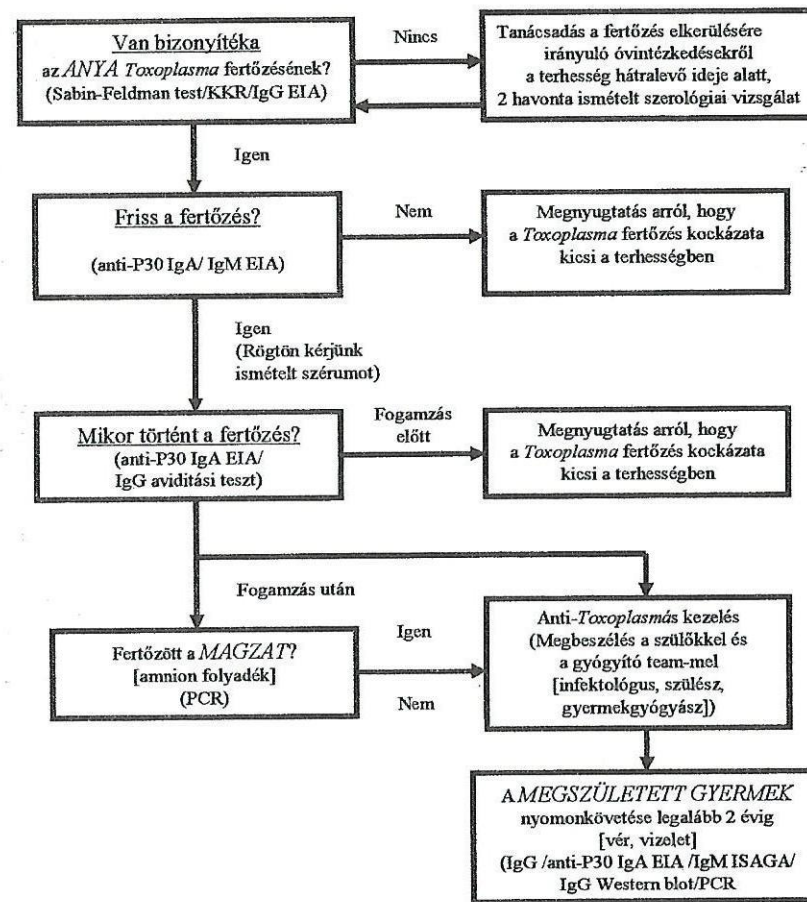 Van bizonyítéka
az ANYA Toxoplasma fertőzésének?
(Sabin-Feldman test/KKR/IgG EIA)
Nincs
Tanácsadás a fertőzés elkerülésére
irányuló óvintézkedésekről
a terhesség hátralevő ideje alatt,
2 havonta ismételt szerológiai vizsgálat
Igen
Friss a fertőzés?
(anti-P30 IgA/ IgM EIA)
Nem
Megnyugtatás arról, hogy
a Toxoplasma fertőzés kockázata
kicsi a terhességben
Igen
(Rögtön kérjünk
ismételt szérumot)
Mikor történt a fertőzés?
(anti-P30 IgA EIA/
IgG aviditási teszt)
Fogamzás
előtt
Megnyugtatás arról, hogy
a Toxoplasma fertőzés kockázata
kicsi a terhességben
Fogamzás után
Fertőzött a MAGZAT?
[amnion folyadék]
(PCR)
Igen
Nem
Anti-Toxoplasmás kezelés
(Megbeszélés a szülőkkel és
a gyógyító team-mel
[infektológus, szülész,
gyermekgyógyász])
A MEGSZÜLETETT GYERMEK
nyomonkövetése legalább 2 évig
[vér, vizelet]
(IgG /anti-P30 IgA EIA /IgM ISAGA/
IgG Western blot/PCR